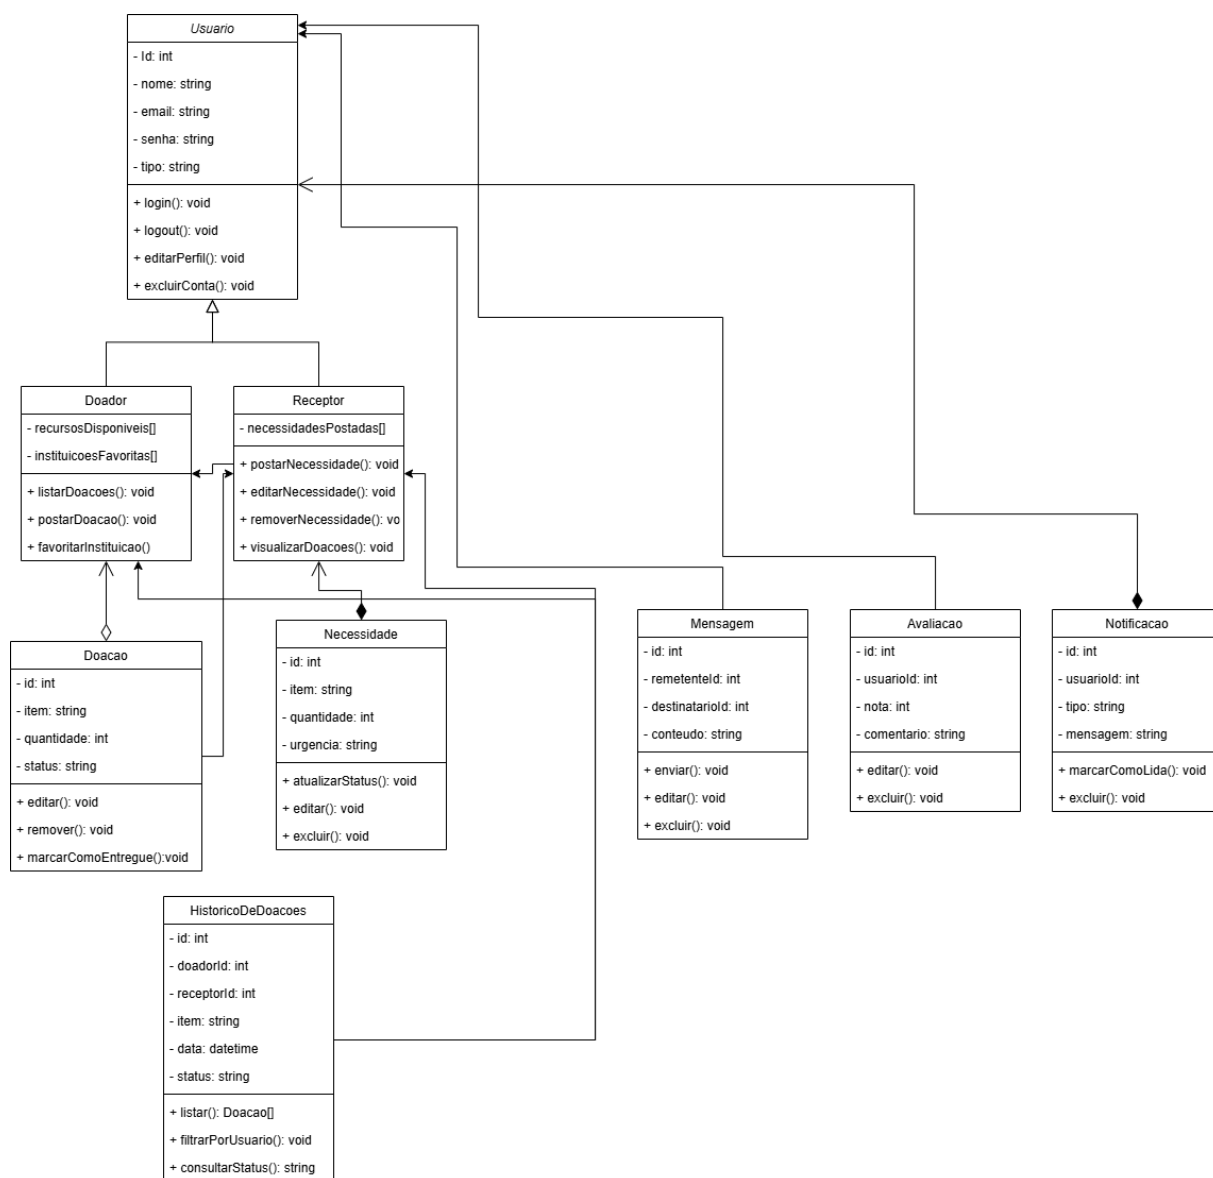 Usuario
- Id: int
- nome: string
- email: string
- senha: string
- tipo: string
+ login(): void
+ logout(): void
+ editarPerfil(): void
+ excluirConta(): void
Doador
- recursosDisponiveis[]
- instituicoesFavoritas[]
+ listarDoacoes(): void
+ postarDoacao(): void
+ favoritarInstituicao()
Receptor
- necessidadesPostadas[]
+ postarNecessidade(): void
+ editarNecessidade(): void
+ removerNecessidade(): vo
+ visualizarDoacoes(): void
Doacao
- id: int
- item: string
- quantidade: int
- status: string
+ editar(): void
+ remover(): void
+ marcarComoEntregue():void
Necessidade
- id: int
- item: string
- quantidade: int
- urgencia: string
+ atualizarStatus(): void
+ editar(): void
+ excluir(): void
Mensagem
- id: int
- remetenteId: int
- destinatarioId: int
- conteudo: string
+ enviar(): void
+ editar(): void
+ excluir(): void
Avaliacao
- id: int
- usuarioId: int
- nota: int
- comentario: string
+ editar(): void
+ excluir(): void
Notificacao
- id: int
- usuarioId: int
- tipo: string
- mensagem: string
+ marcarComoLida(): void
+ excluir(): void
HistoricoDeDoacoes
- id: int
- doadorId: int
- receptorId: int
- item: string
- data: datetime
- status: string
+ listar(): Doacao[]
+ filtrarPorUsuario(): void
+ consultarStatus(): string